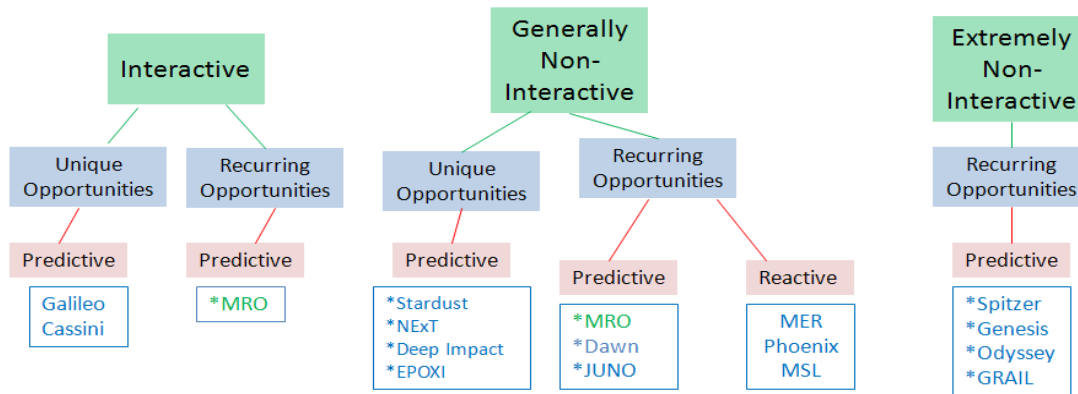 Interactive
Generally
Non-
Interactive
Extremely
Non-
Interactive
Unique
Opportunities
Recurring
Opportunities
Unique
Opportunities
Recurring
Opportunities
Recurring
Opportunities
Predictive
Predictive
Predictive
Predictive
Reactive
Predictive
Galileo
Cassini
*MRO
*Stardust
*NExT
*Deep Impact
*EPOXI
*MRO
*Dawn
*JUNO
MER
Phoenix
MSL
*Spitzer
*Genesis
*Odyssey
*GRAIL